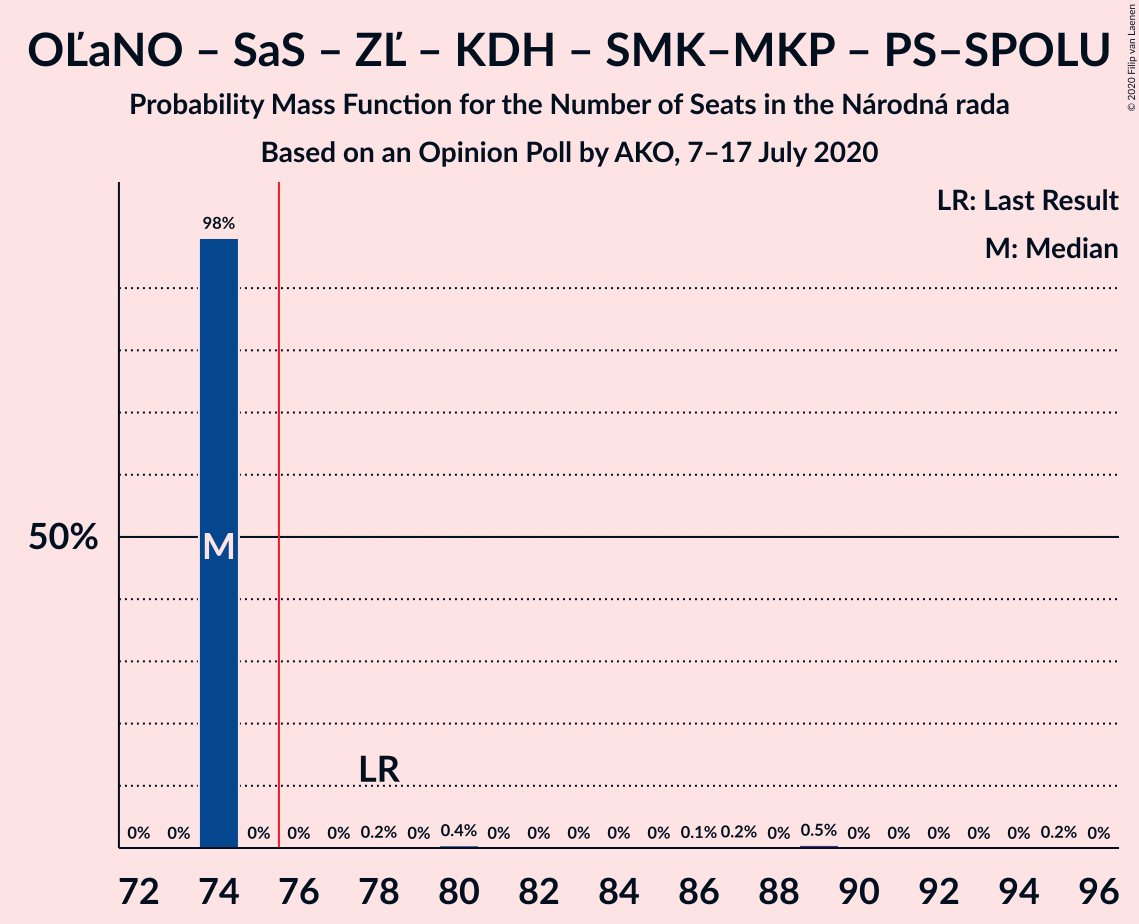 OĽaNO – SaS – ZĽ – KDH – SMK–MKP – PS–SPOLU
Probability Mass Function for the Number of Seats in the Národná rada
Based on an Opinion Poll by AKO, 7–17 July 2020
© 2020 Filip van Laenen
LR: Last Result
M: Median
98%
50%
M
LR
0% 0% 0% 0% 0% 0.2% 0% 0.4% 0% 0% 0% 0% 0% 0.1% 0.2% 0% 0.5% 0% 0% 0% 0% 0% 0.2% 0%
72 74 76 78 80 82 84 86 88 90 92 94 96